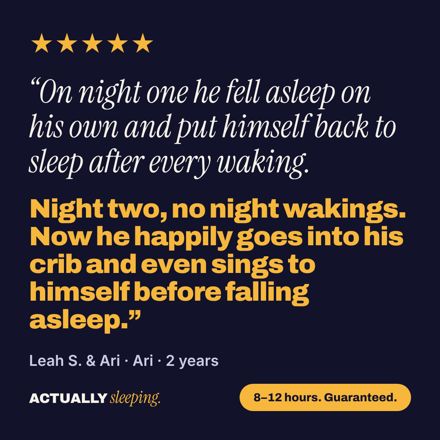 ★★★★★
“On night one he fell asleep on
his own and put himself back to
sleep after every waking.
Night two, no night wakings.
Now he happily goes into his
crib and even sings to
himself before falling
asleep.”
Leah S. & Ari · Ari · 2 years
ACTUALLY sleeping.
8–12 hours. Guaranteed.